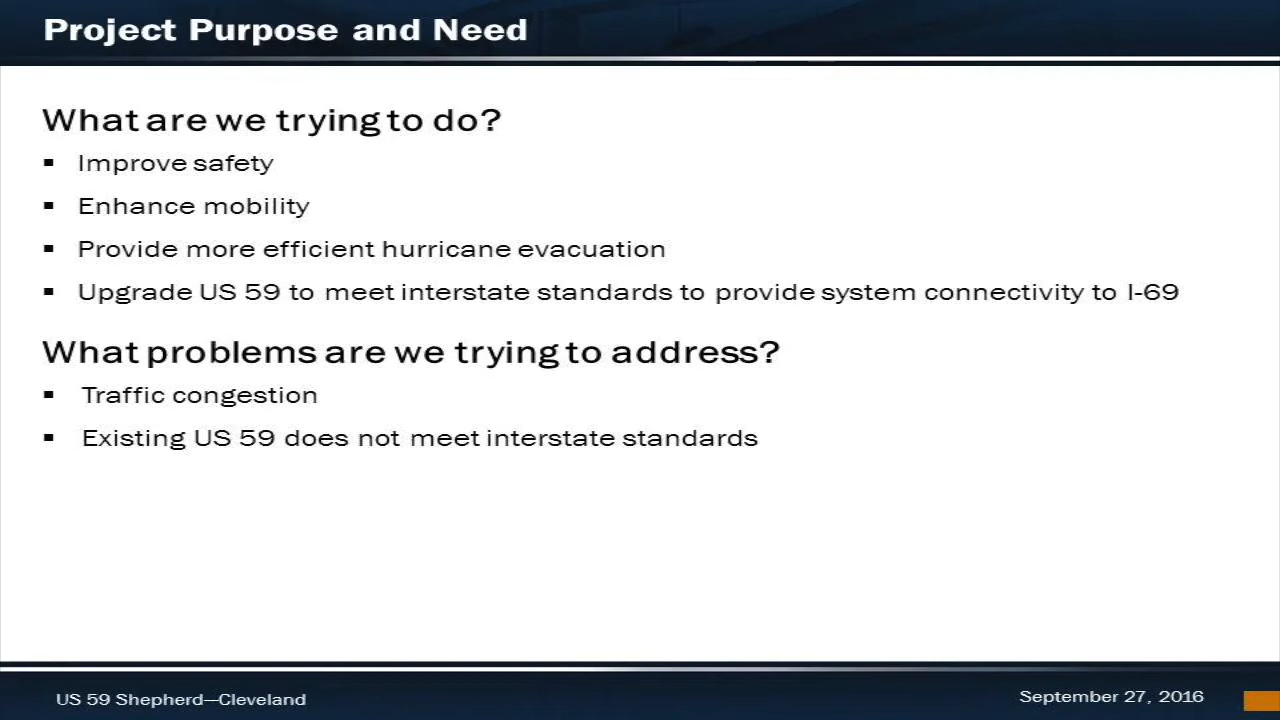 Project Purpose and Need
What are we trying to do?
▪ Improve safety
▪ Enhance mobility
▪ Provide more efficient hurricane evacuation
▪ Upgrade US 59 to meet interstate standards to provide system connectivity to I-69
What problems are we trying to address?
▪ Traffic congestion
▪ Existing US 59 does not meet interstate standards
US 59 Shepherd—Cleveland
September 27, 2016